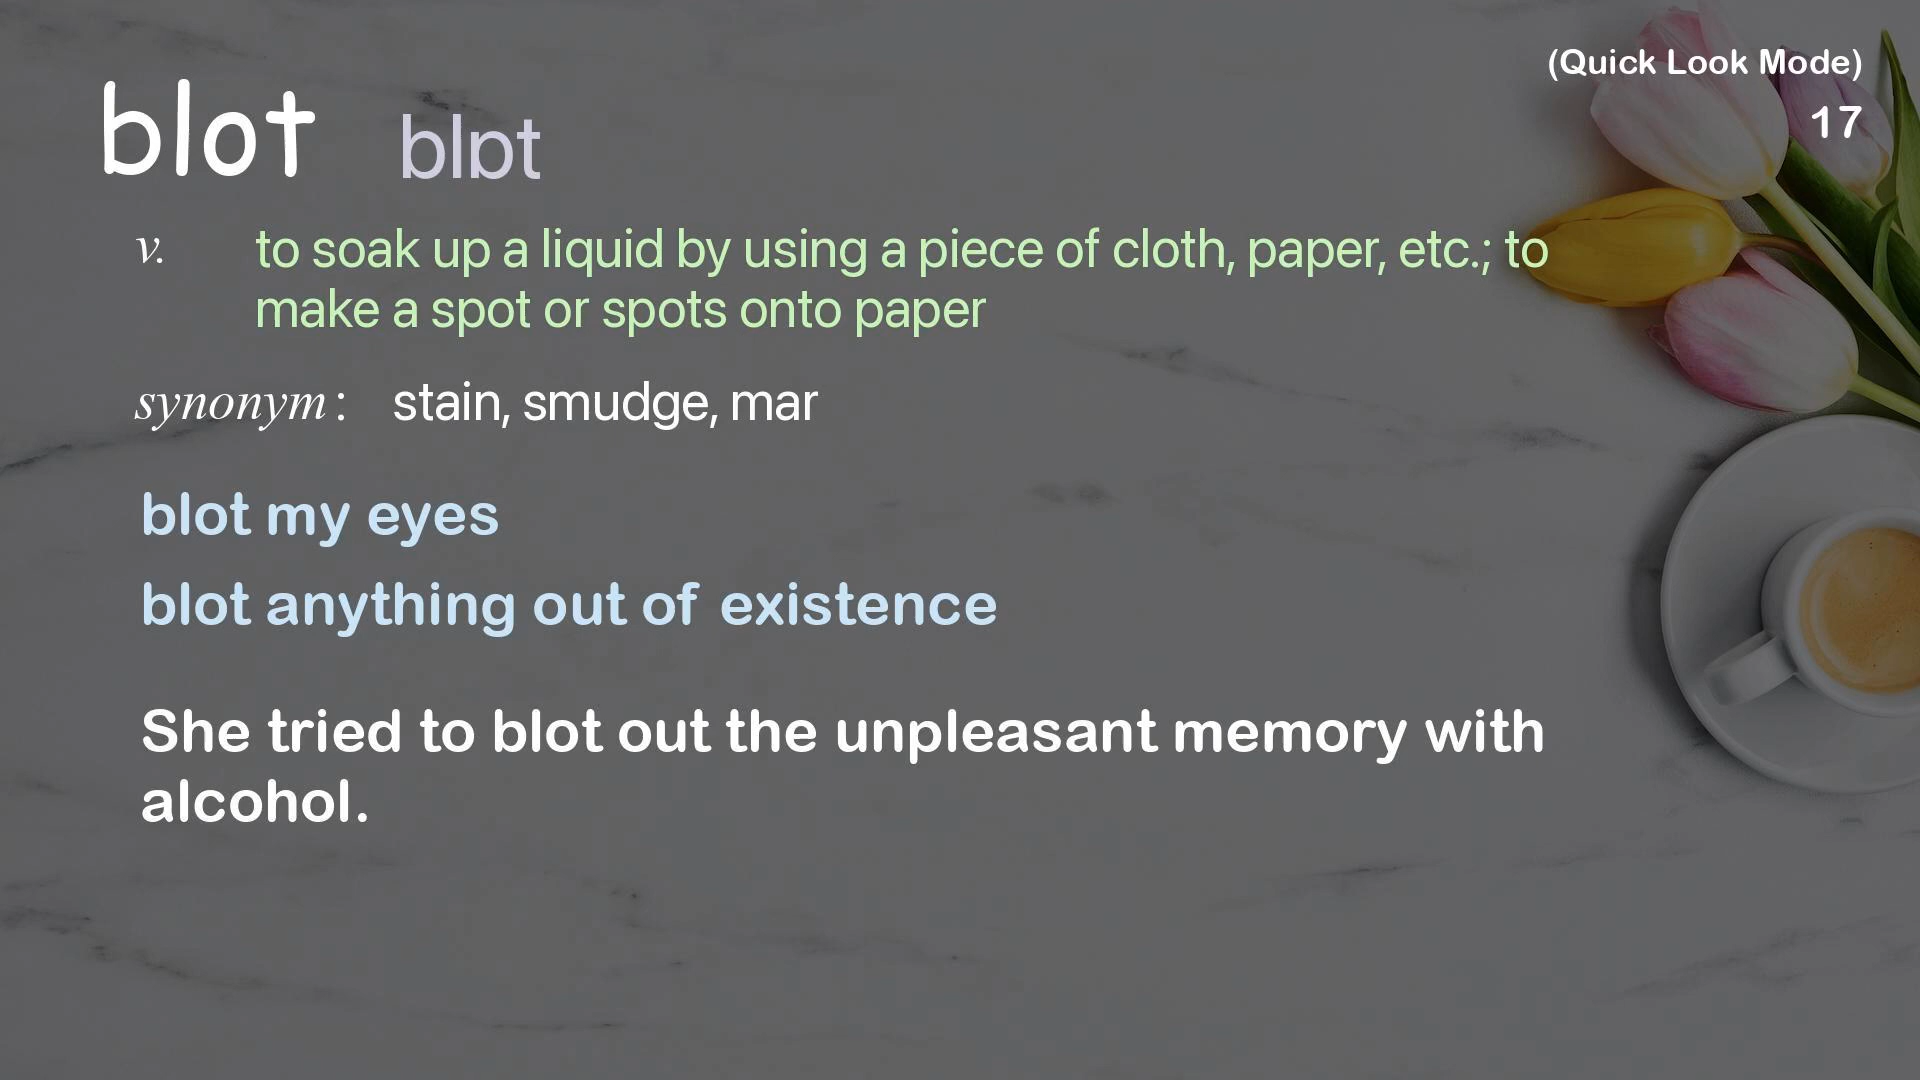 (Quick Look Mode)
17
blot blɒt
v. to soak up a liquid by using a piece of cloth, paper, etc.; to
make a spot or spots onto paper
synonym: stain, smudge, mar
blot my eyes
blot anything out of existence
She tried to blot out the unpleasant memory with
alcohol.